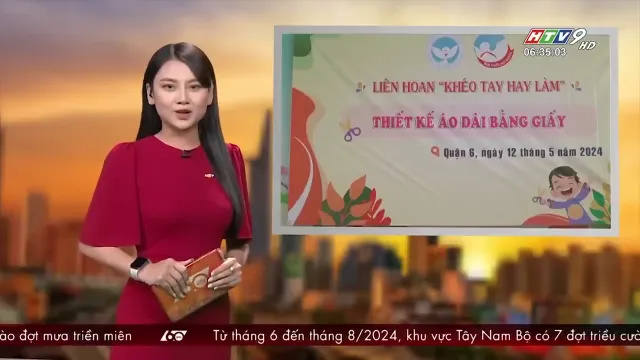 HTV9 HD
06:35:03
LIÊN HOAN "KHÉO TAY HAY LÀM"
THIẾT KẾ ÁO DÀI BẰNG GIẤY
Quận 6, ngày 12 tháng 5 năm 2024
ào đợt mưa triền miên
60
Từ tháng 6 đến tháng 8/2024, khu vực Tây Nam Bộ có 7 đợt triều cườ